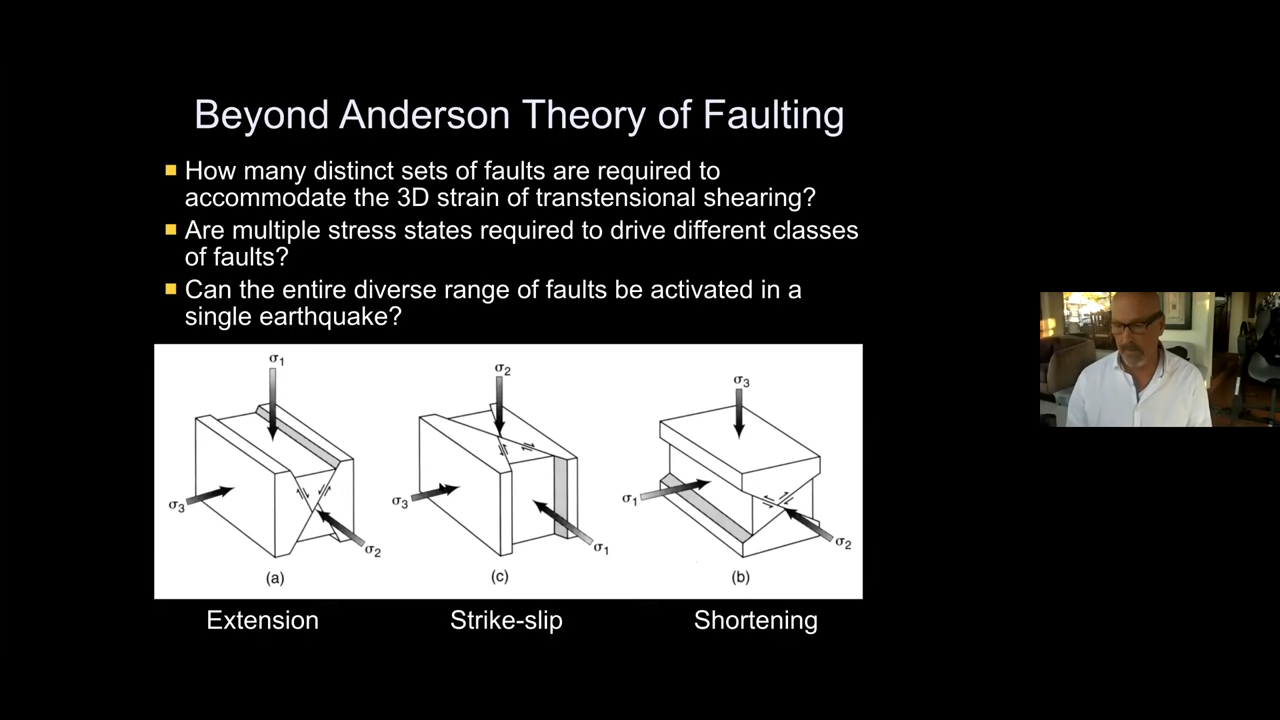 Beyond Anderson Theory of Faulting
How many distinct sets of faults are required to
accommodate the 3D strain of transtensional shearing?
Are multiple stress states required to drive different classes
of faults?
Can the entire diverse range of faults be activated in a
single earthquake?
σ1
σ2
σ3
σ3
σ3
σ1
σ2
σ1
σ2
(a)
(c)
(b)
Extension
Strike-slip
Shortening